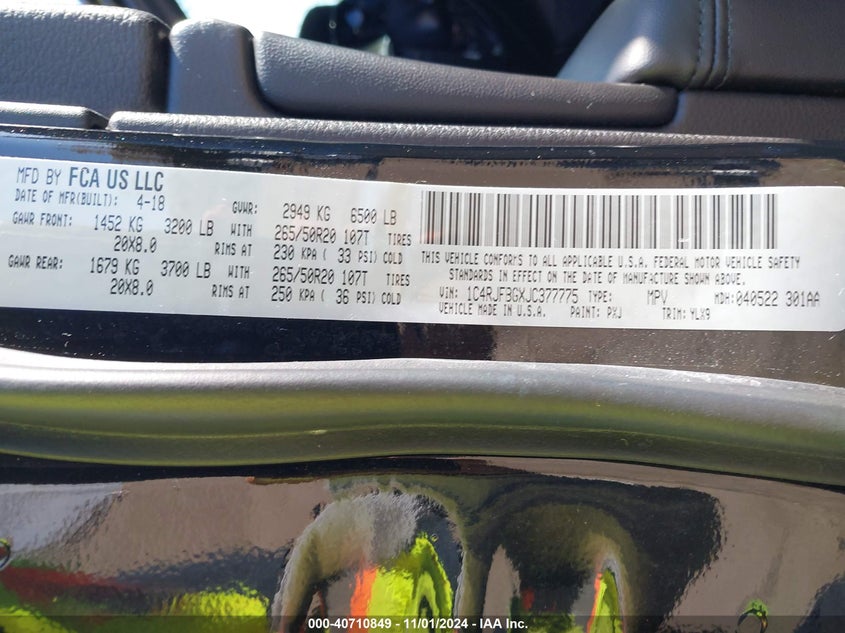 MFD BY FCA US LLC
DATE OF MFR(BUILT): 4-18 GVWR: 2949 KG 6500 LB
GAWR FRONT: 1452 KG 3200 LB WITH 265/50R20 107T TIRES
20X8.0 RIMS AT 230 KPA ( 33 PSI) COLD
GAWR REAR: 1679 KG 3700 LB WITH 265/50R20 107T TIRES
20X8.0 RIMS AT 250 KPA ( 36 PSI) COLD
THIS VEHICLE CONFORMS TO ALL APPLICABLE U.S.A. FEDERAL MOTOR VEHICLE SAFETY
STANDARDS IN EFFECT ON THE DATE OF MANUFACTURE SHOWN ABOVE.
VIN: 1C4RJF3GXJC377775 TYPE: MPV MDH: 040522 301AA
VEHICLE MADE IN U.S.A. PAINT: PXJ TRIM: YLX9
000-40710849 - 11/01/2024 - IAA Inc.